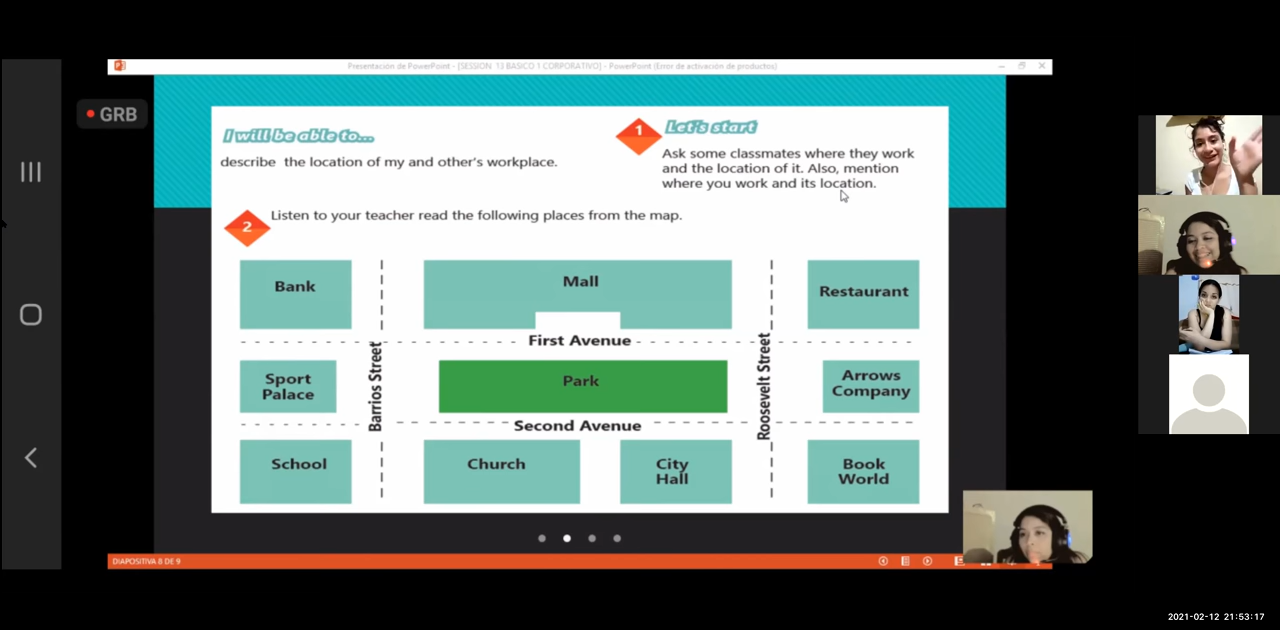 Presentación de PowerPoint - [SESSION 13 BASICO 1 CORPORATIVO] - PowerPoint (Error de activación de productos)
GRB
I will be able to...
describe the location of my and other's workplace.
1
Let's start
Ask some classmates where they work
and the location of it. Also, mention
where you work and its location.
2
Listen to your teacher read the following places from the map.
Bank
Mall
Restaurant
First Avenue
Barrios Street
Roosevelt Street
Sport
Palace
Park
Arrows
Company
Second Avenue
School
Church
City
Hall
Book
World
DIAPOSITIVA 8 DE 9
2021-02-12 21:53:17